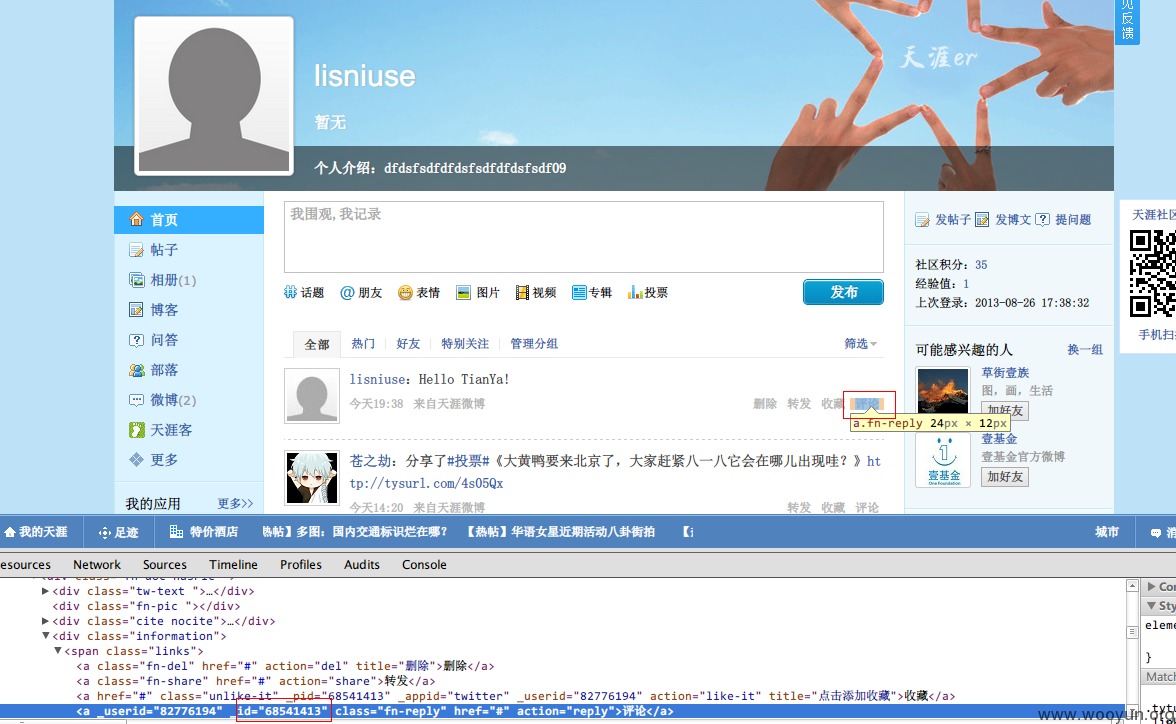 见
反
馈
天涯er
lisniuse
暂无
个人介绍: dfdsfsdfdfdsfsdfdfdsfsdf09
首页
帖子
相册(1)
博客
问答
部落
微博(2)
天涯客
更多
我的应用 更多>>
我围观,我记录
话题 @朋友 表情 图片 视频 专辑 投票
发布
全部 热门 好友 特别关注 管理分组 筛选
lisniuse: Hello TianYa!
今天19:38 来自天涯微博 删除 转发 收藏 评论
a.fn-reply 24px × 12px
苍之劫: 分享了#投票#《大黄鸭要来北京了, 大家赶紧八一八它会在哪儿出现哇? 》ht
tp://tysurl.com/4s05Qx
今天14:20 来自天涯微博 转发 收藏 评论
发帖子 发博文 提问题
社区积分: 35
经验值: 1
上次登录: 2013-08-26 17:38:32
可能感兴趣的人 换一组
草街壹族
图, 画, 生活
加好友
壹基金
One Foundation
壹基金
壹基金官方微博
加好友
天涯社区
手机扫
我的天涯 足迹 特价酒店 热帖】多图: 国内交通标识烂在哪? 【热帖】华语女星近期活动八卦街拍 城市
esources Network Sources Timeline Profiles Audits Console
<div class="tw-text ">…</div>
<div class="fn-pic "></div>
<div class="cite nocite">…</div>
<div class="information">
<span class="links">
<a class="fn-del" href="#" action="del" title="删除">删除</a>
<a class="fn-share" href="#" action="share">转发</a>
<a href="#" class="unlike-it" _pid="68541413" _appid="twitter" _userid="82776194" action="like-it" title="点击添加收藏">收藏</a>
<a _userid="82776194" _id="68541413" class="fn-reply" href="#" action="reply">评论</a>
Sty
eleme
}
Match
.tyt
www.wooyun.org